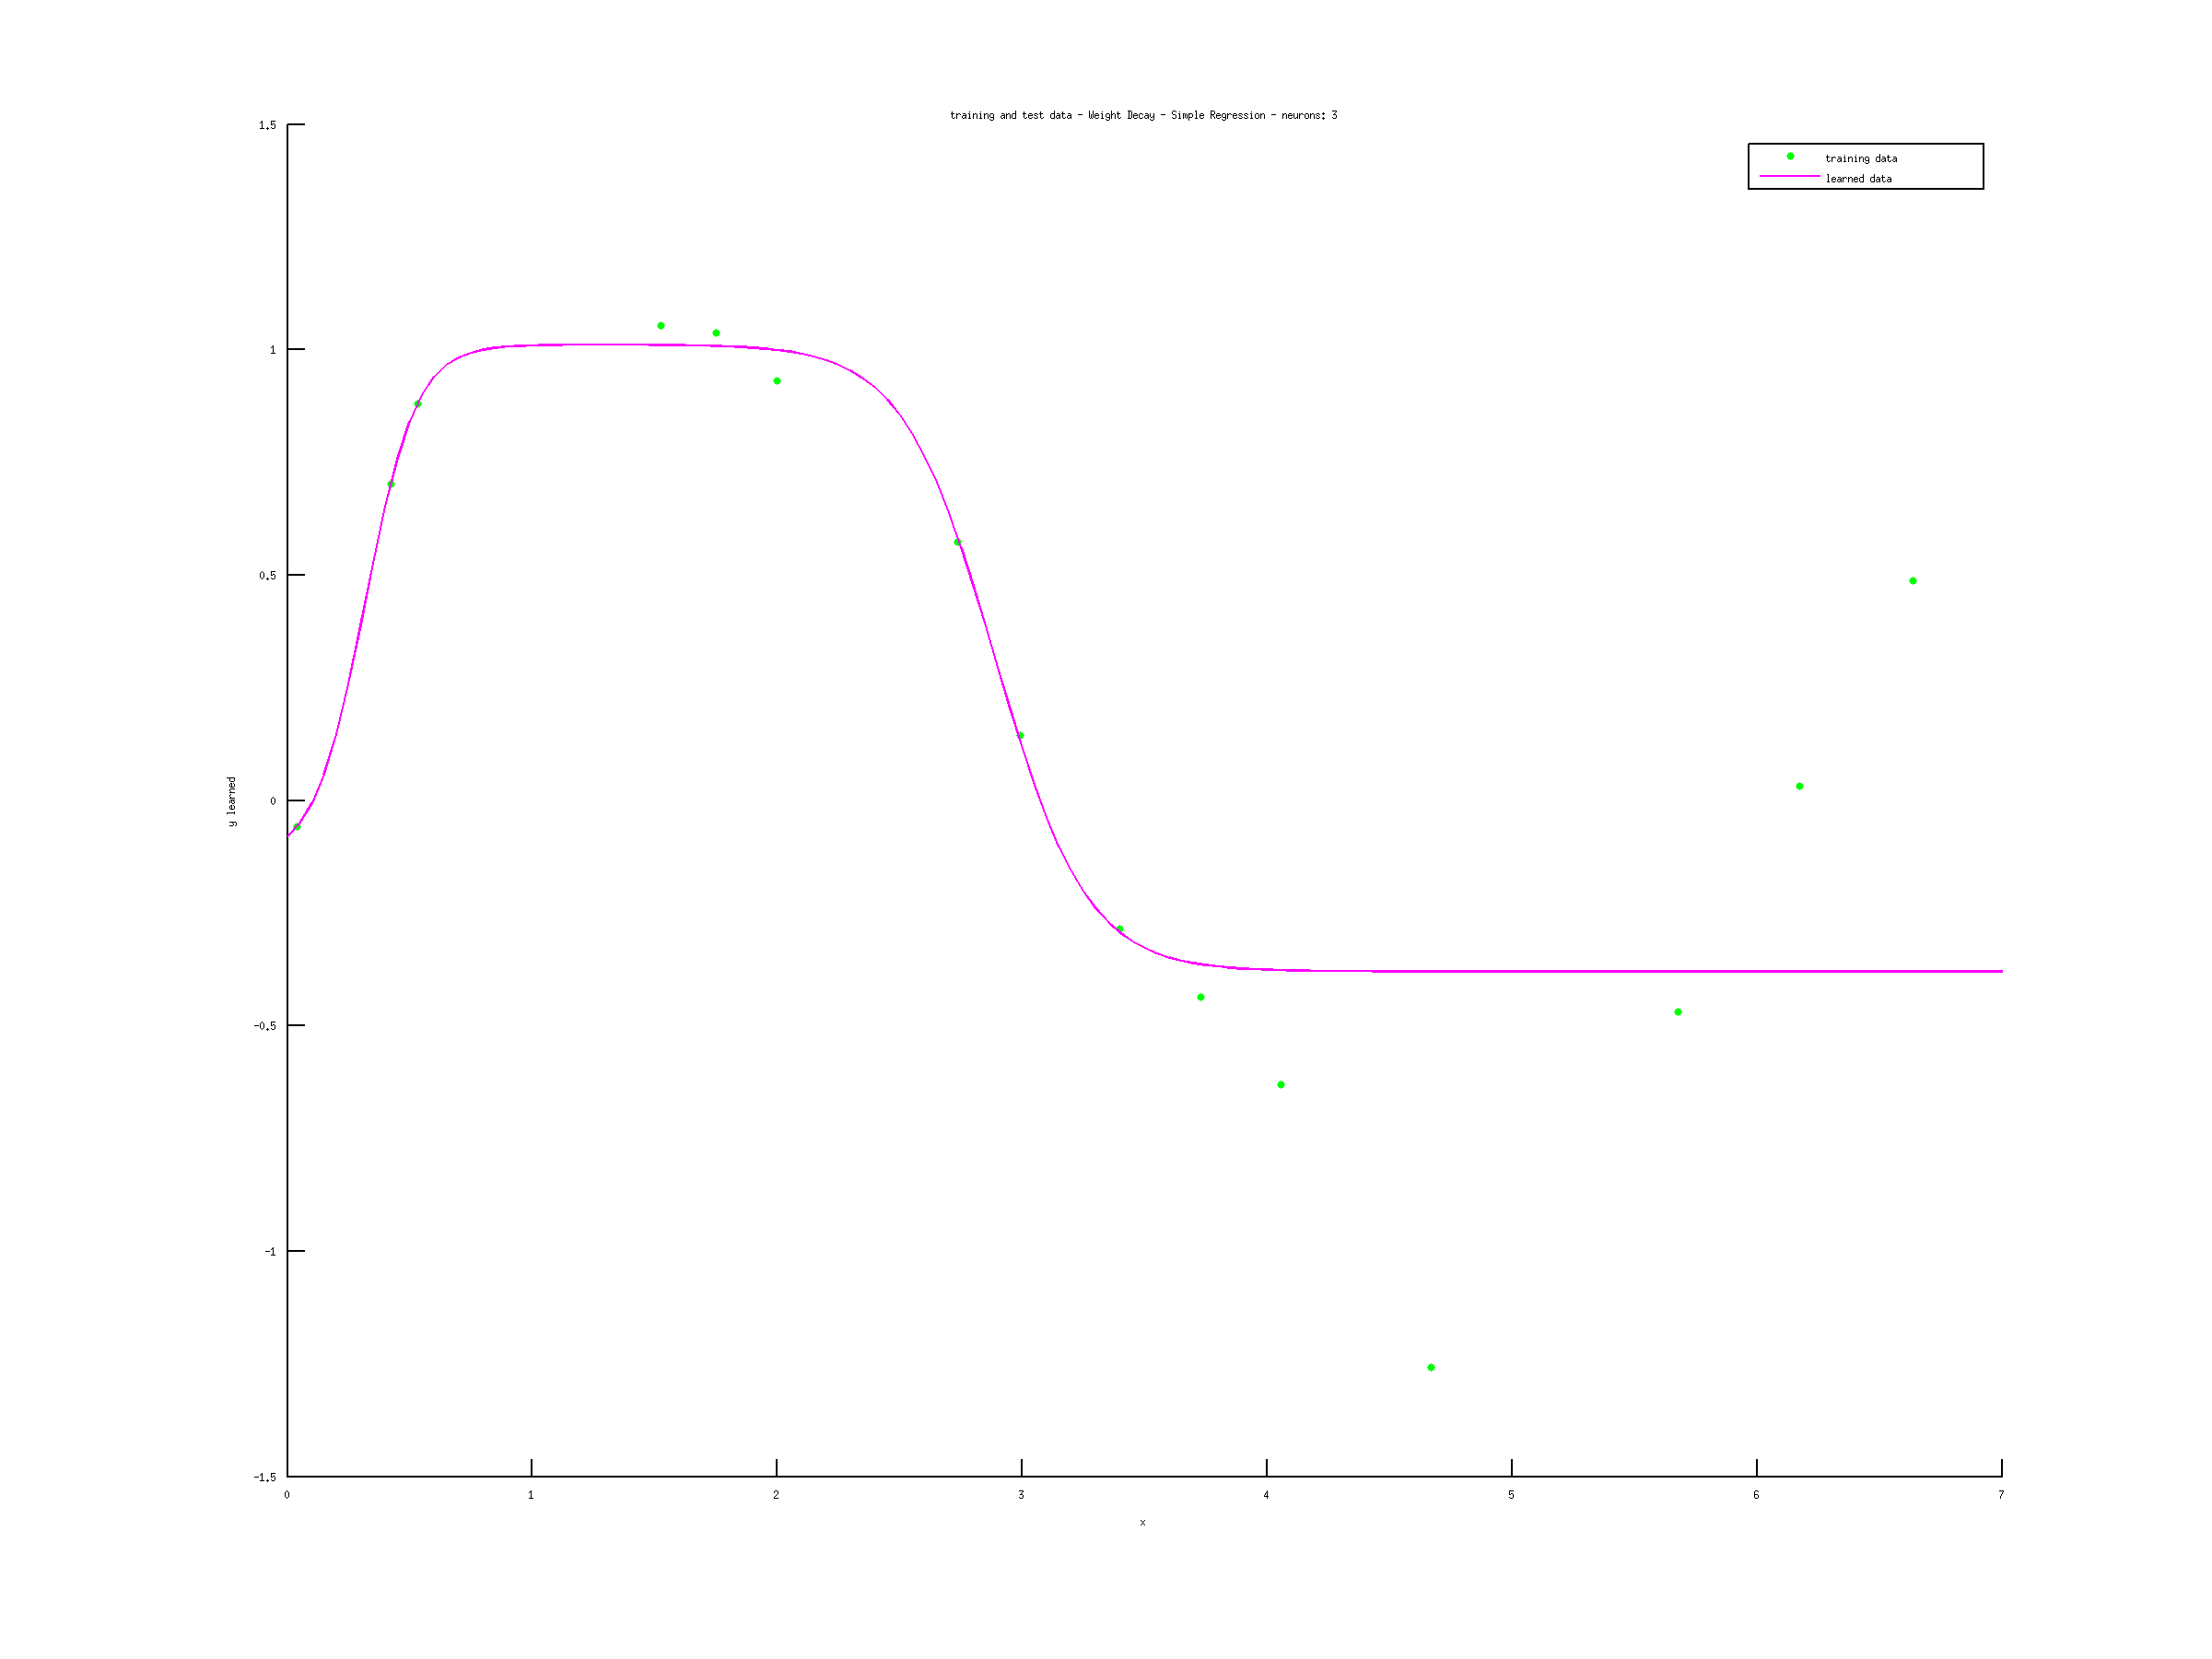 training and test data - Weight Decay - Simple Regression - neurons: 3
training data
learned data
1.5
1
0.5
0
-0.5
-1
-1.5
y learned
0 1 2 3 4 5 6 7
x